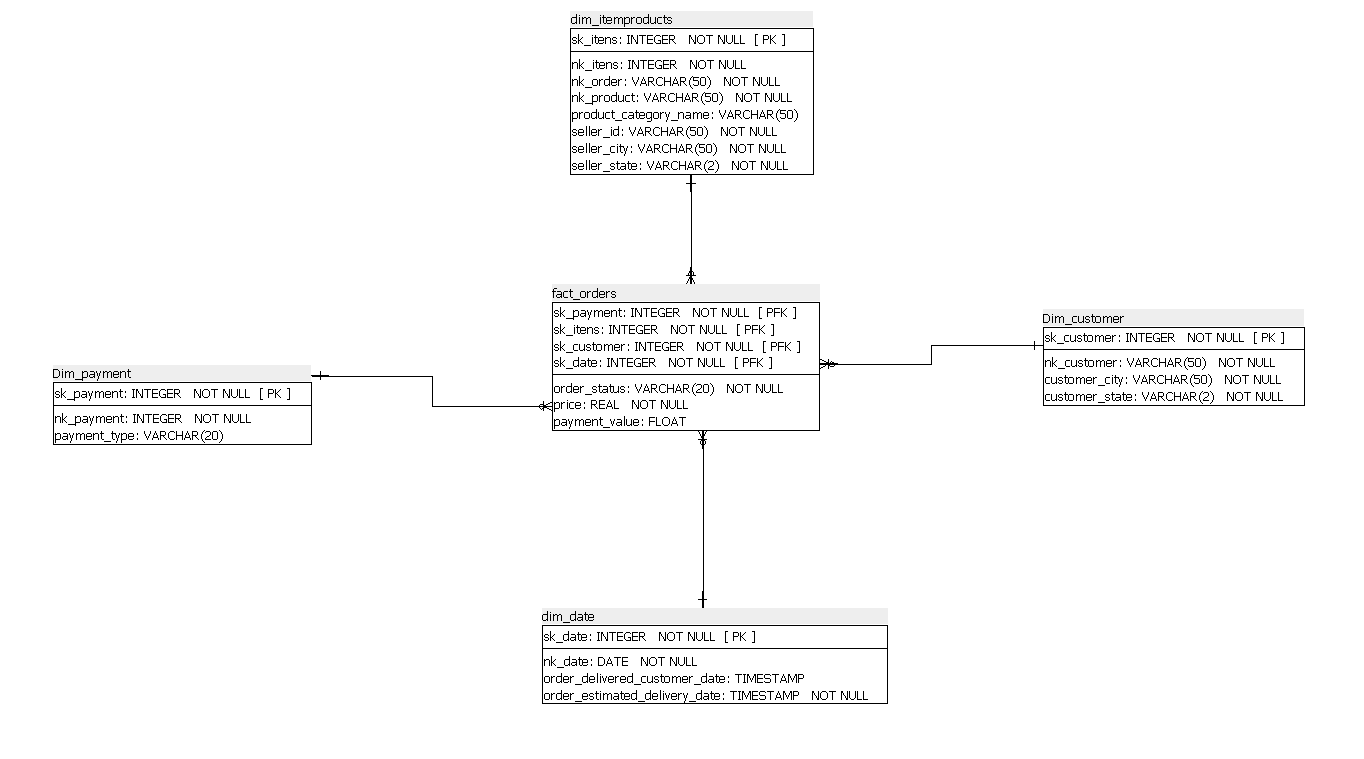 dim_itemproducts
sk_itens: INTEGER NOT NULL [ PK ]
nk_itens: INTEGER NOT NULL
nk_order: VARCHAR(50) NOT NULL
nk_product: VARCHAR(50) NOT NULL
product_category_name: VARCHAR(50)
seller_id: VARCHAR(50) NOT NULL
seller_city: VARCHAR(50) NOT NULL
seller_state: VARCHAR(2) NOT NULL
fact_orders
sk_payment: INTEGER NOT NULL [ PFK ]
sk_itens: INTEGER NOT NULL [ PFK ]
sk_customer: INTEGER NOT NULL [ PFK ]
sk_date: INTEGER NOT NULL [ PFK ]
order_status: VARCHAR(20) NOT NULL
price: REAL NOT NULL
payment_value: FLOAT
Dim_customer
sk_customer: INTEGER NOT NULL [ PK ]
nk_customer: VARCHAR(50) NOT NULL
customer_city: VARCHAR(50) NOT NULL
customer_state: VARCHAR(2) NOT NULL
Dim_payment
sk_payment: INTEGER NOT NULL [ PK ]
nk_payment: INTEGER NOT NULL
payment_type: VARCHAR(20)
dim_date
sk_date: INTEGER NOT NULL [ PK ]
nk_date: DATE NOT NULL
order_delivered_customer_date: TIMESTAMP
order_estimated_delivery_date: TIMESTAMP NOT NULL